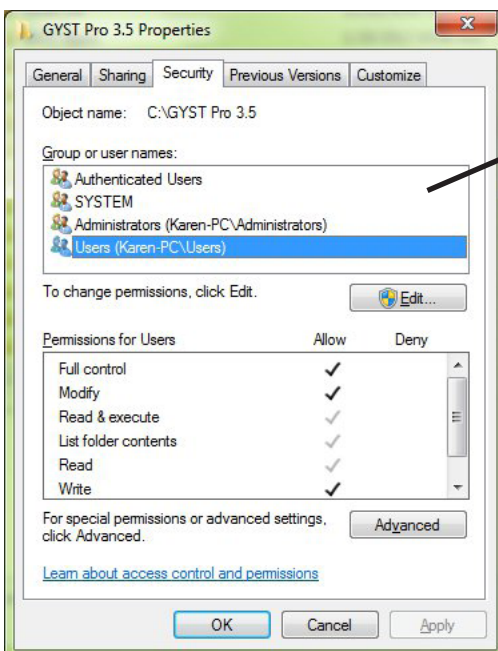 GYST Pro 3.5 Properties
General Sharing Security Previous Versions Customize
Object name: C:\GYST Pro 3.5
Group or user names:
Authenticated Users
SYSTEM
Administrators (Karen-PC\Administrators)
Users (Karen-PC\Users)
To change permissions, click Edit.
Edit...
Permissions for Users Allow Deny
Full control
Modify
Read & execute
List folder contents
Read
Write
For special permissions or advanced settings,
click Advanced.
Advanced
Learn about access control and permissions
OK Cancel Apply